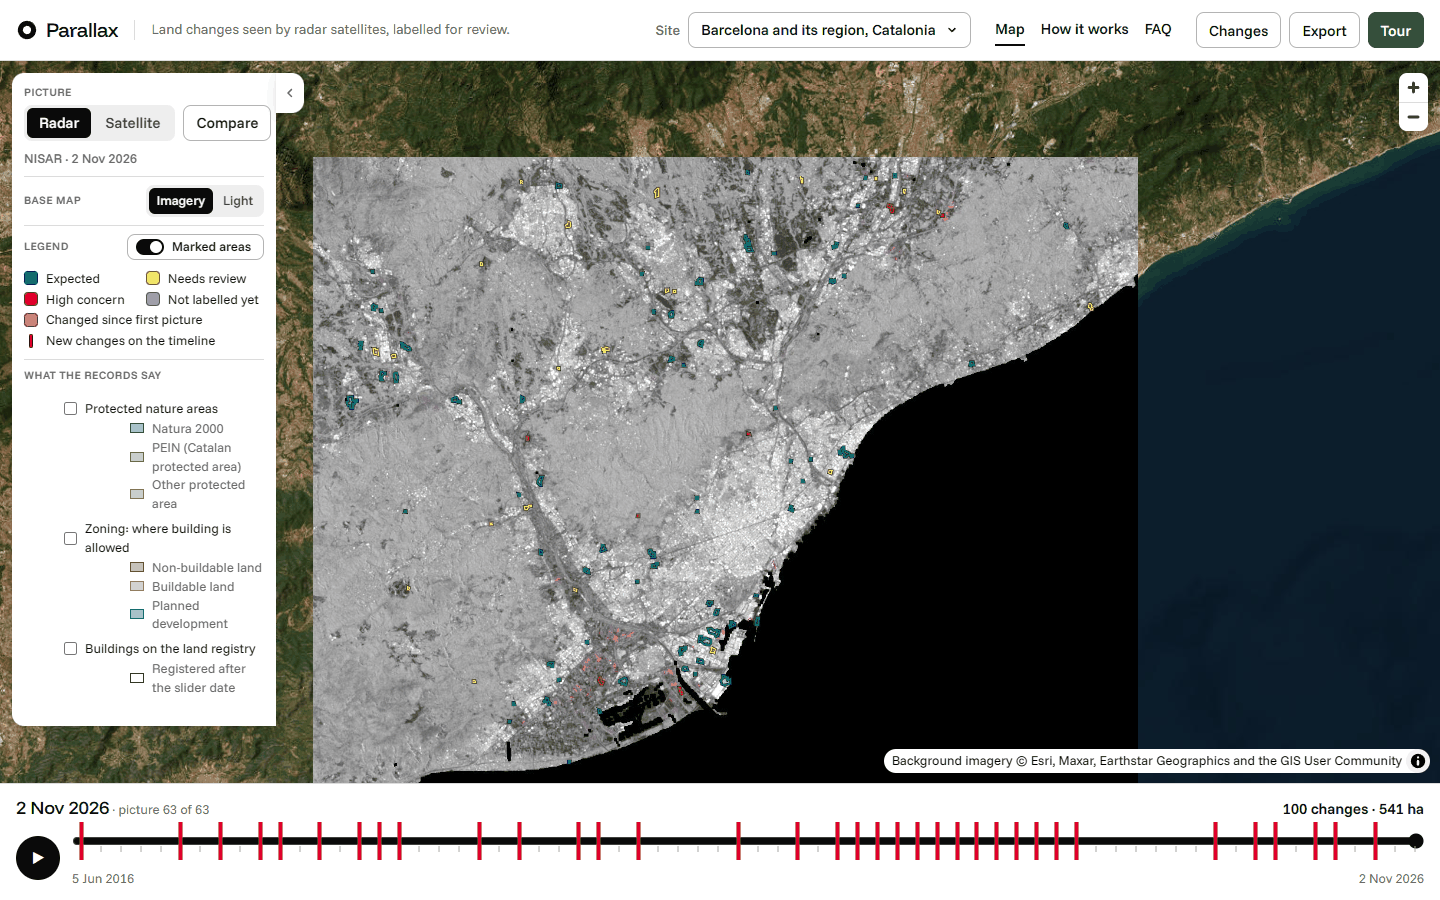 Parallax
Land changes seen by radar satellites, labelled for review.
Site
Barcelona and its region, Catalonia
Map
How it works
FAQ
Changes
Export
Tour
PICTURE
Radar
Satellite
Compare
NISAR · 2 Nov 2026
BASE MAP
Imagery
Light
LEGEND
Marked areas
Expected
Needs review
High concern
Not labelled yet
Changed since first picture
New changes on the timeline
WHAT THE RECORDS SAY
Protected nature areas
Natura 2000
PEIN (Catalan
protected area)
Other protected
area
Zoning: where building is
allowed
Non-buildable land
Buildable land
Planned
development
Buildings on the land registry
Registered after
the slider date
Background imagery © Esri, Maxar, Earthstar Geographics and the GIS User Community
2 Nov 2026 · picture 63 of 63
100 changes · 541 ha
5 Jun 2016
2 Nov 2026